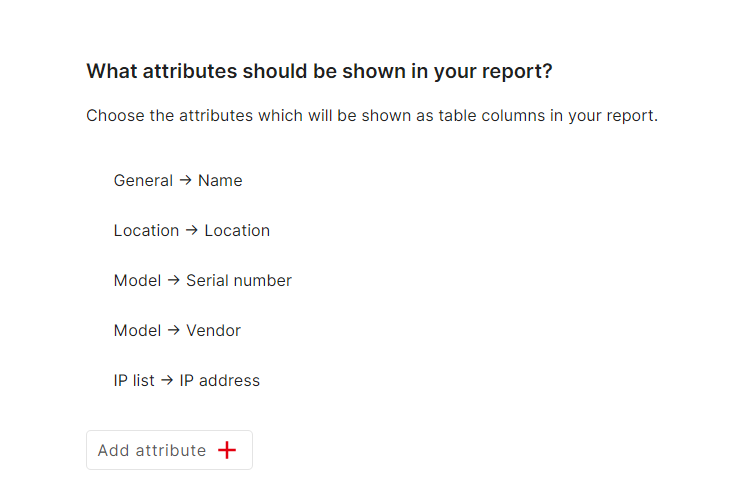 What attributes should be shown in your report?
Choose the attributes which will be shown as table columns in your report.
General → Name
Location → Location
Model → Serial number
Model → Vendor
IP list → IP address
Add attribute +